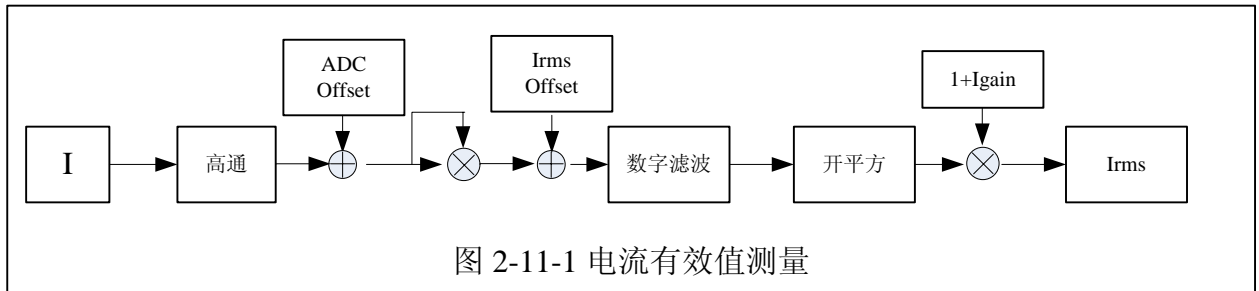 ADC
Offset
Irms
Offset
1+Igain
I
高通
数字滤波
开平方
Irms
图 2-11-1 电流有效值测量